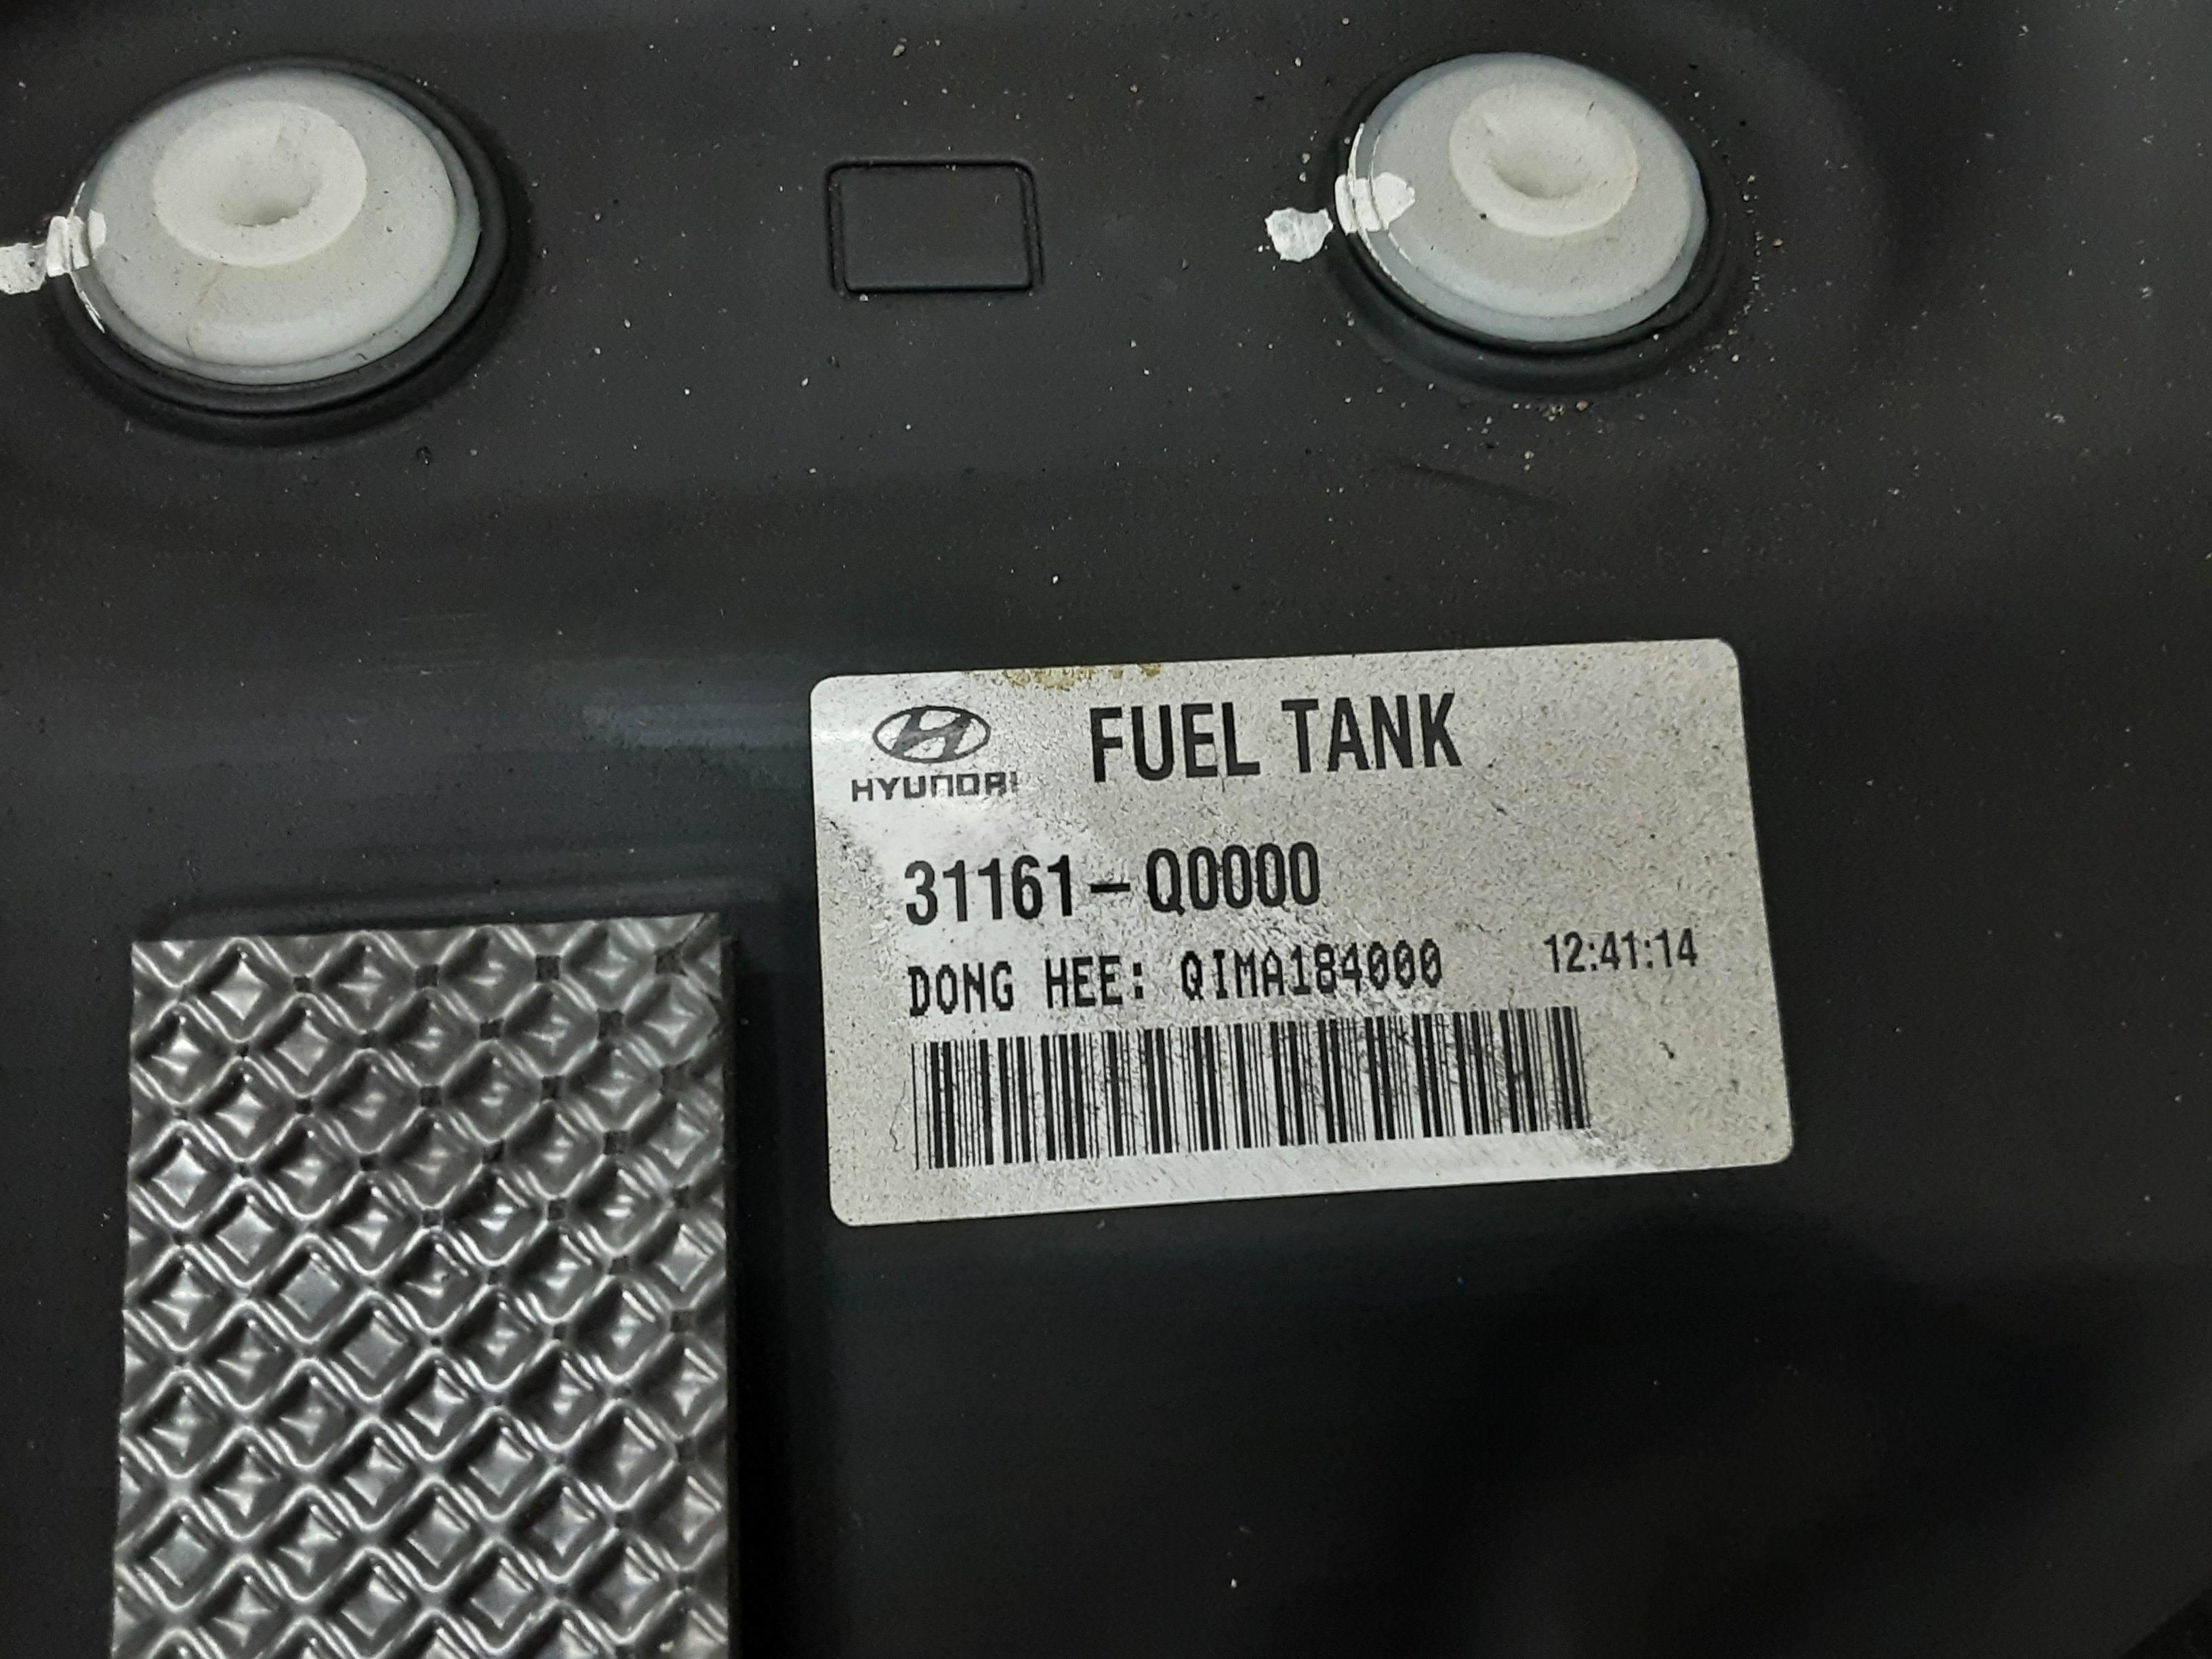 HYUNDAI FUEL TANK
31161-Q0000
DONG HEE: QIMA184000 12:41:14